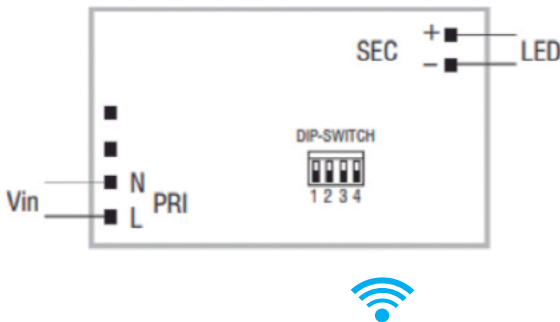 SEC + LED
–
DIP-SWITCH
1 2 3 4
Vin N PRI
L